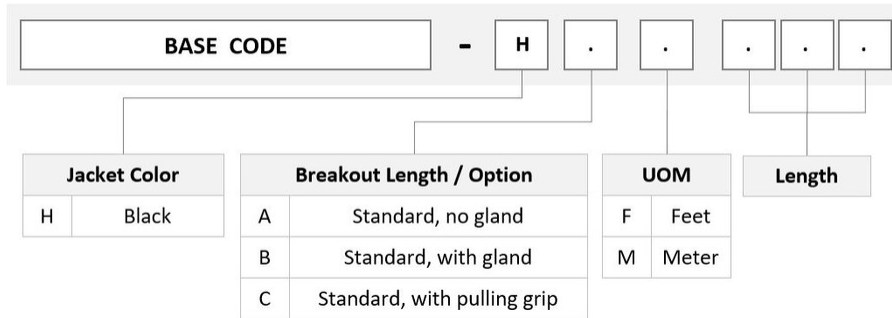 BASE CODE - H . . . . .
Jacket Color
H Black
Breakout Length / Option
A Standard, no gland
B Standard, with gland
C Standard, with pulling grip
UOM
F Feet
M Meter
Length